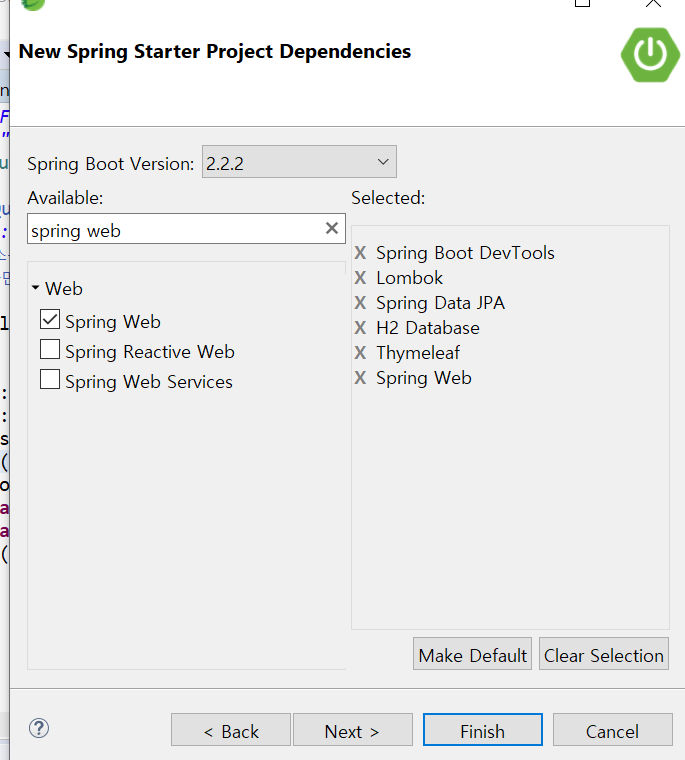 New Spring Starter Project Dependencies
Spring Boot Version: 2.2.2
Available:
Selected:
spring web
Web
Spring Web
Spring Reactive Web
Spring Web Services
X Spring Boot DevTools
X Lombok
X Spring Data JPA
X H2 Database
X Thymeleaf
X Spring Web
Make Default
Clear Selection
< Back
Next >
Finish
Cancel